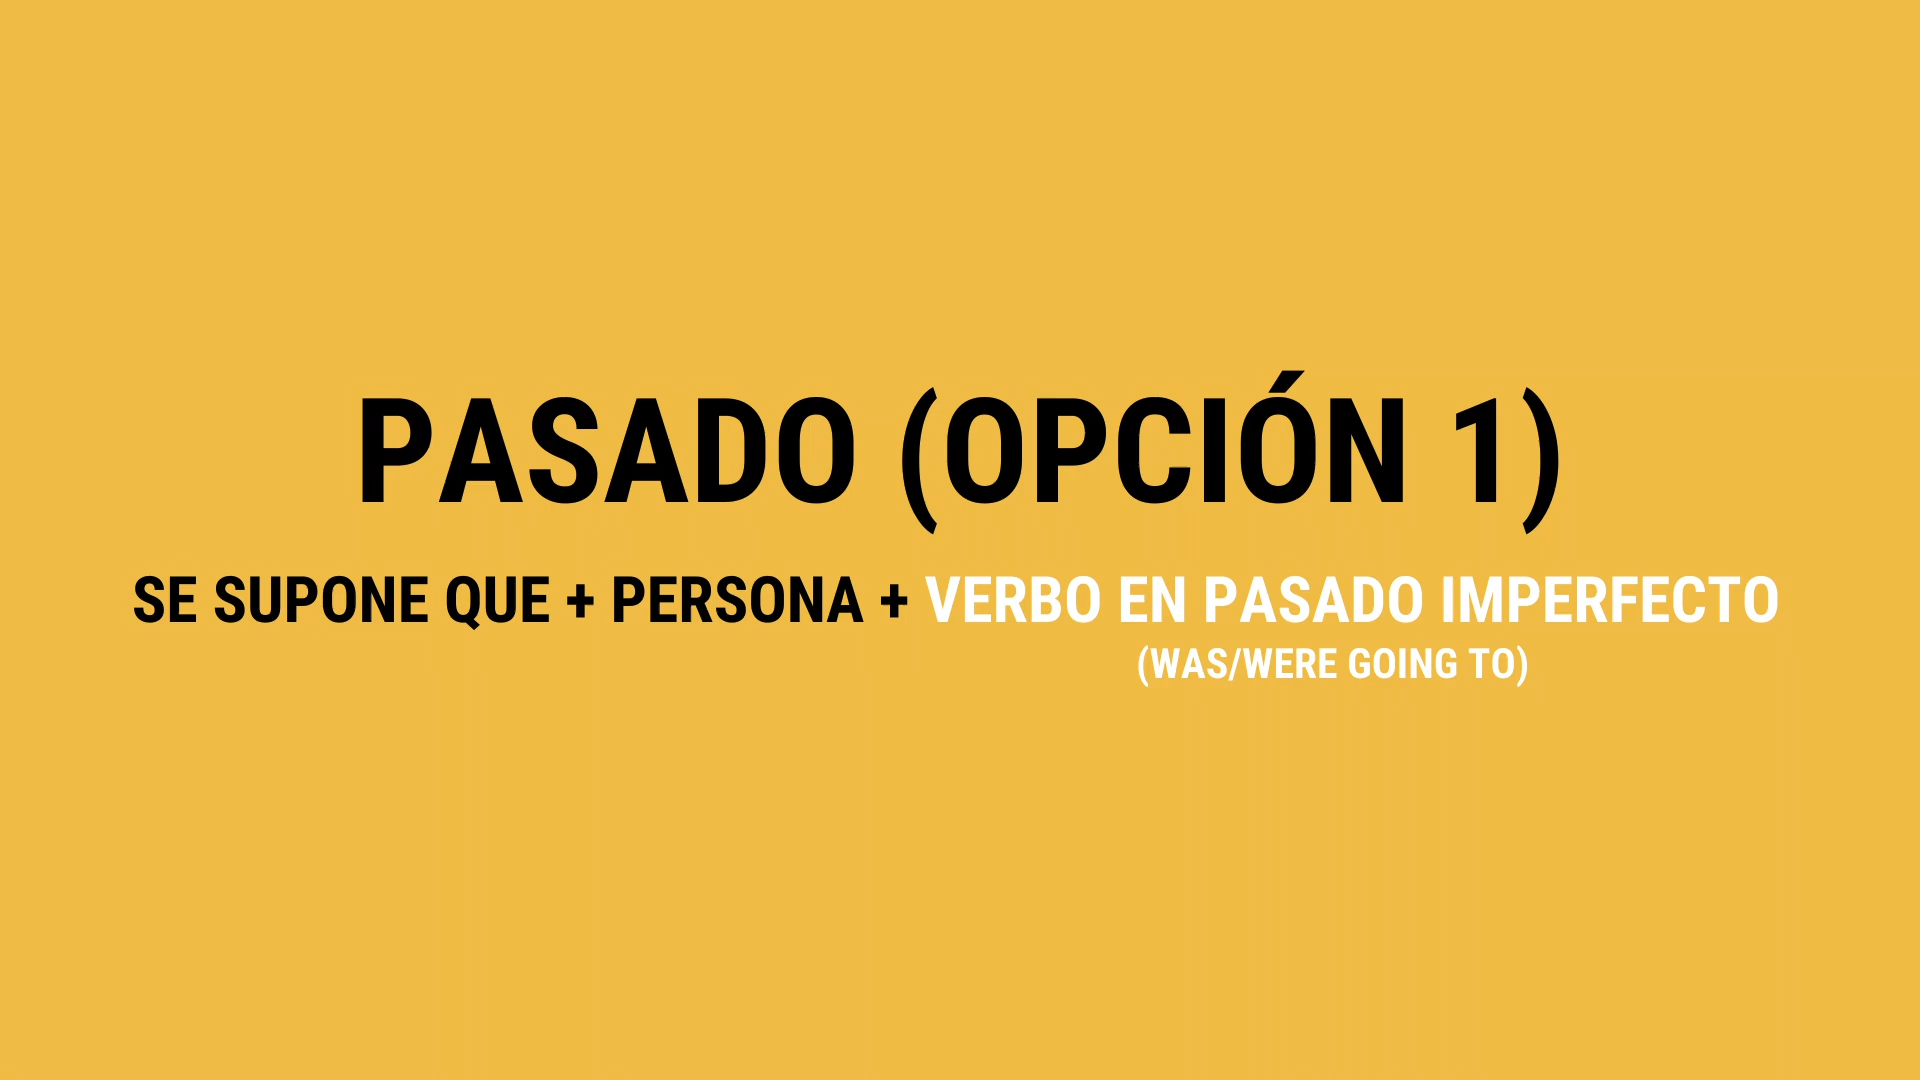 PASADO (OPCIÓN 1)
SE SUPONE QUE + PERSONA + VERBO EN PASADO IMPERFECTO
(WAS/WERE GOING TO)